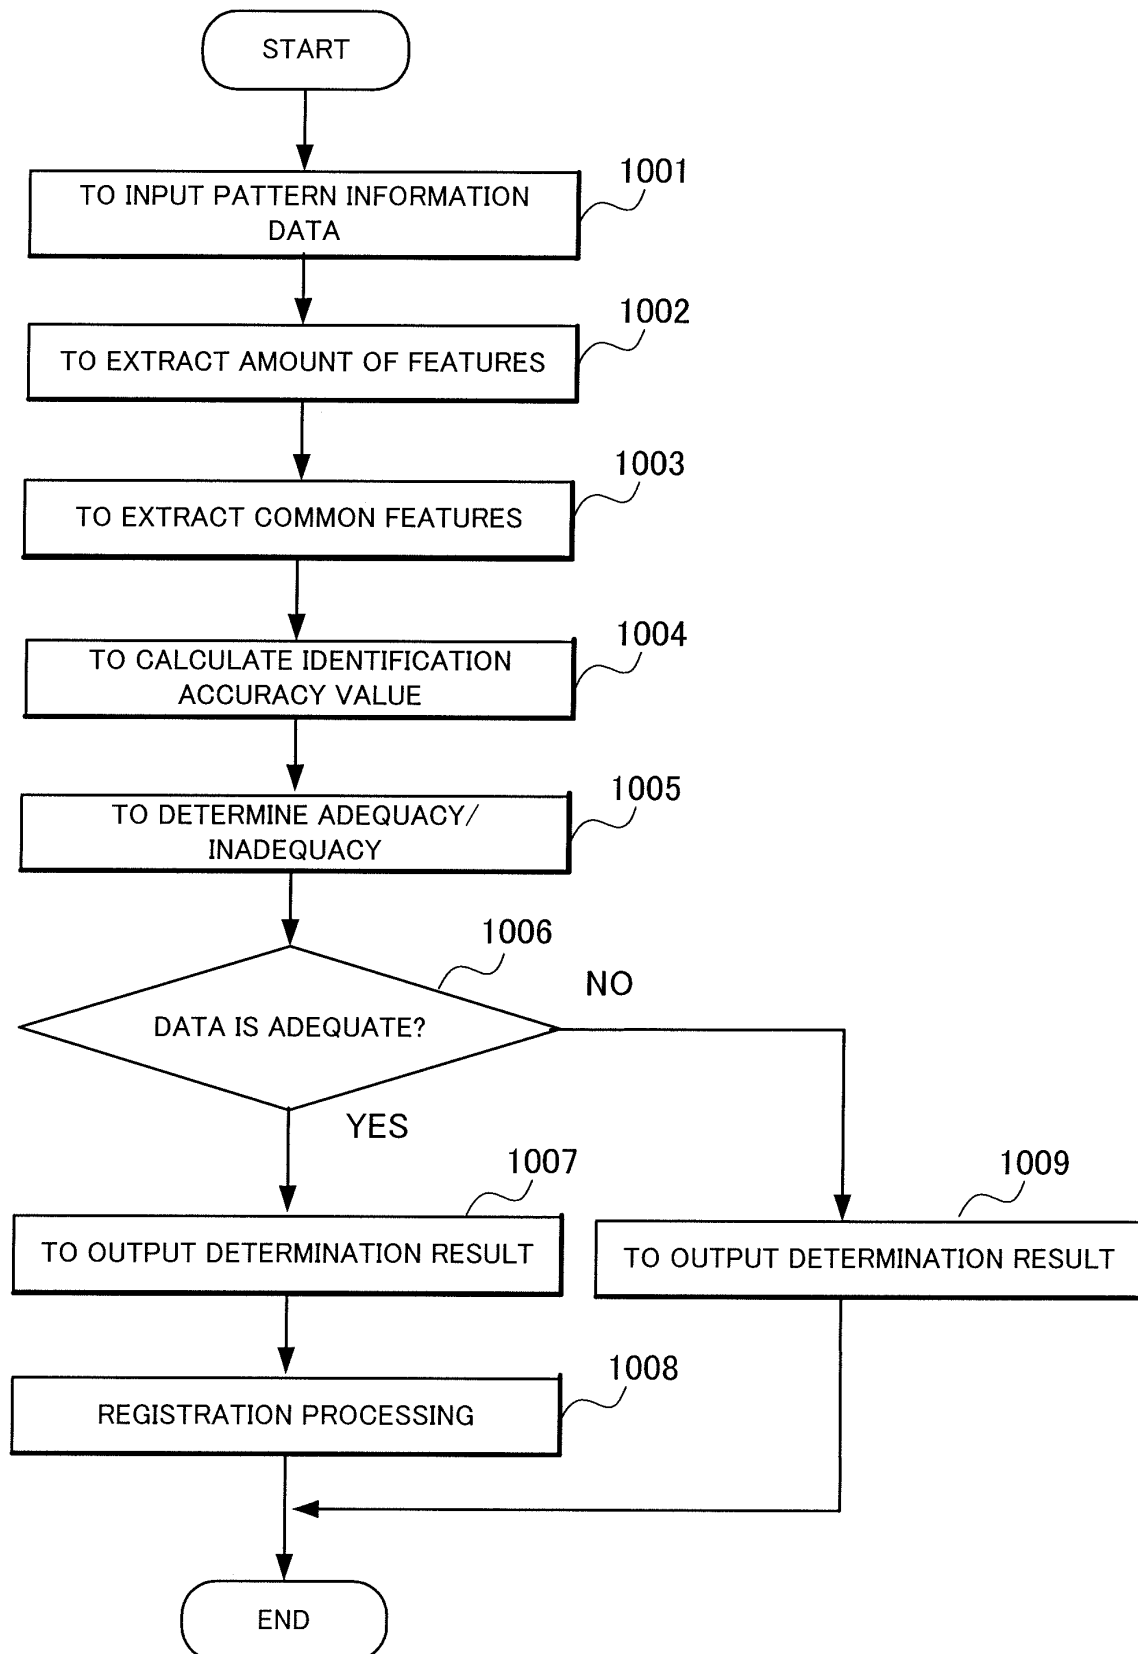 START
1001
TO INPUT PATTERN INFORMATION
DATA
1002
TO EXTRACT AMOUNT OF FEATURES
1003
TO EXTRACT COMMON FEATURES
1004
TO CALCULATE IDENTIFICATION
ACCURACY VALUE
1005
TO DETERMINE ADEQUACY/
INADEQUACY
1006
NO
DATA IS ADEQUATE?
YES
1007
1009
TO OUTPUT DETERMINATION RESULT
TO OUTPUT DETERMINATION RESULT
1008
REGISTRATION PROCESSING
END